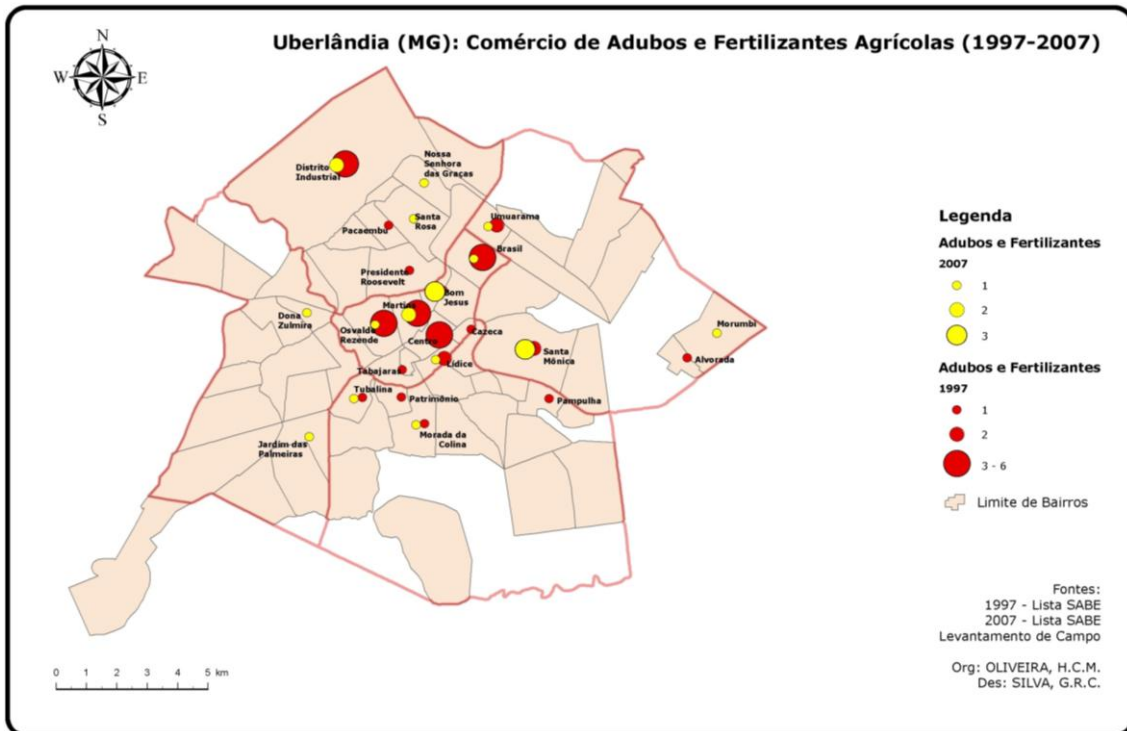 Uberlândia (MG): Comércio de Adubos e Fertilizantes Agrícolas (1997-2007)
N
W
E
S
Nossa
Senhora
das Graças
Distrito
Industrial
Santa
Rosa
Umuarama
Pacaembu
Brasil
Presidente
Roosevelt
Bom
Jesus
Martins
Dona
Zulmira
Osvaldo
Rezende
Centro
Cazeca
Morumbi
Santa
Mônica
Alvorada
Lídice
Tabajaras
Tubalina
Patrimônio
Pampulha
Morada da
Colina
Jardim das
Palmeiras
Legenda
Adubos e Fertilizantes
2007
1
2
3
Adubos e Fertilizantes
1997
1
2
3 - 6
Limite de Bairros
Fontes:
1997 - Lista SABE
2007 - Lista SABE
Levantamento de Campo
Org: OLIVEIRA, H.C.M.
Des: SILVA, G.R.C.
0 1 2 3 4 5 km